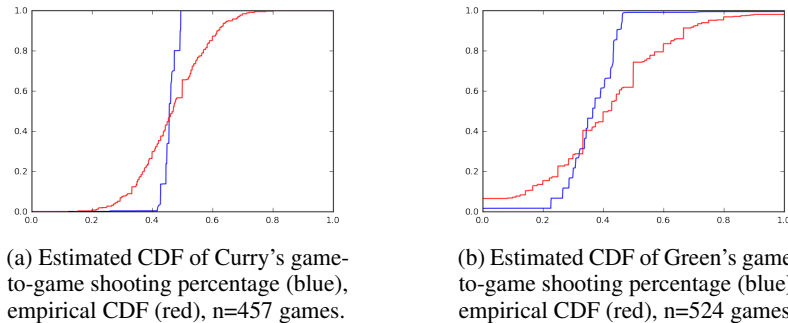 1.0
0.8
0.6
0.4
0.2
0.0
0.0 0.2 0.4 0.6 0.8 1.0
1.0
0.8
0.6
0.4
0.2
0.0
0.0 0.2 0.4 0.6 0.8 1.0
(a) Estimated CDF of Curry's game-
to-game shooting percentage (blue),
empirical CDF (red), n=457 games.
(b) Estimated CDF of Green's game
to-game shooting percentage (blue)
empirical CDF (red), n=524 games